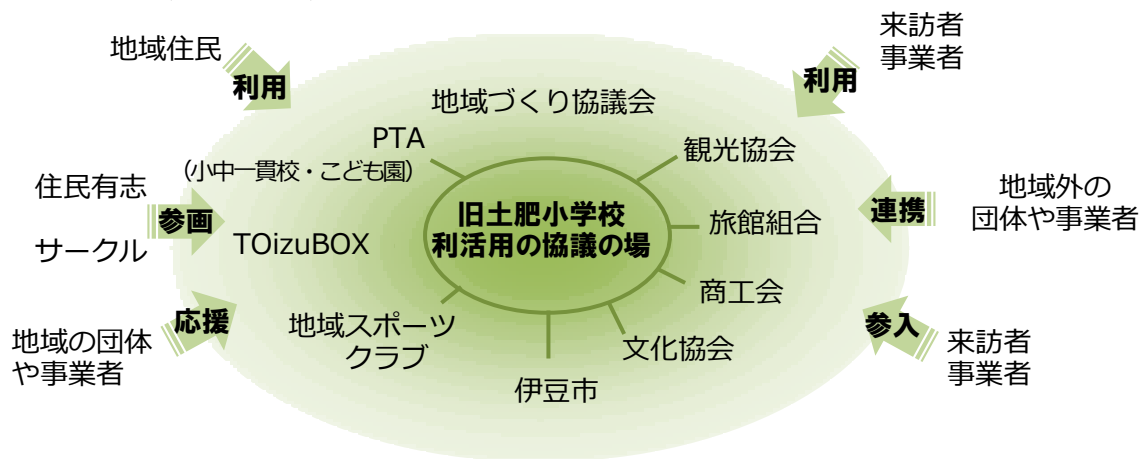 地域住民
利用
来訪者
事業者
利用
地域づくり協議会
PTA
(小中一貫校・こども園)
観光協会
住民有志
参画
サークル
TOizuBOX
旧土肥小学校
利活用の協議の場
旅館組合
連携
地域外の
団体や事業者
商工会
応援
地域の団体
や事業者
地域スポーツ
クラブ
文化協会
伊豆市
参入
来訪者
事業者